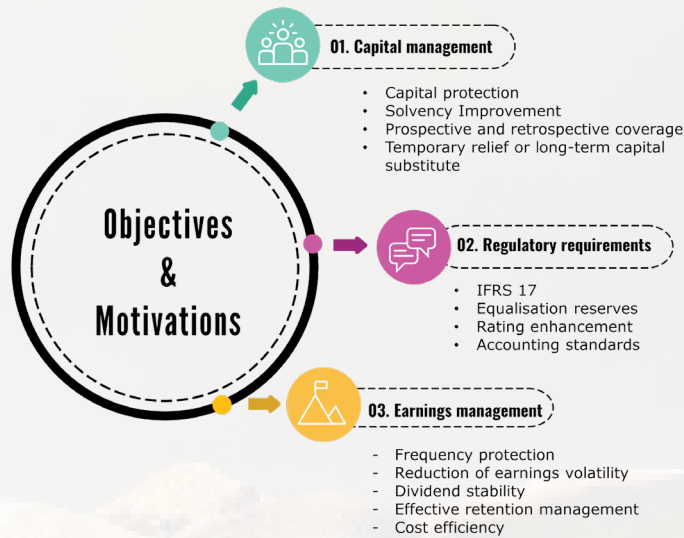 Objectives
&
Motivations
01. Capital management
• Capital protection
• Solvency Improvement
• Prospective and retrospective coverage
• Temporary relief or long-term capital
substitute
02. Regulatory requirements
• IFRS 17
• Equalisation reserves
• Rating enhancement
• Accounting standards
03. Earnings management
- Frequency protection
- Reduction of earnings volatility
- Dividend stability
- Effective retention management
- Cost efficiency